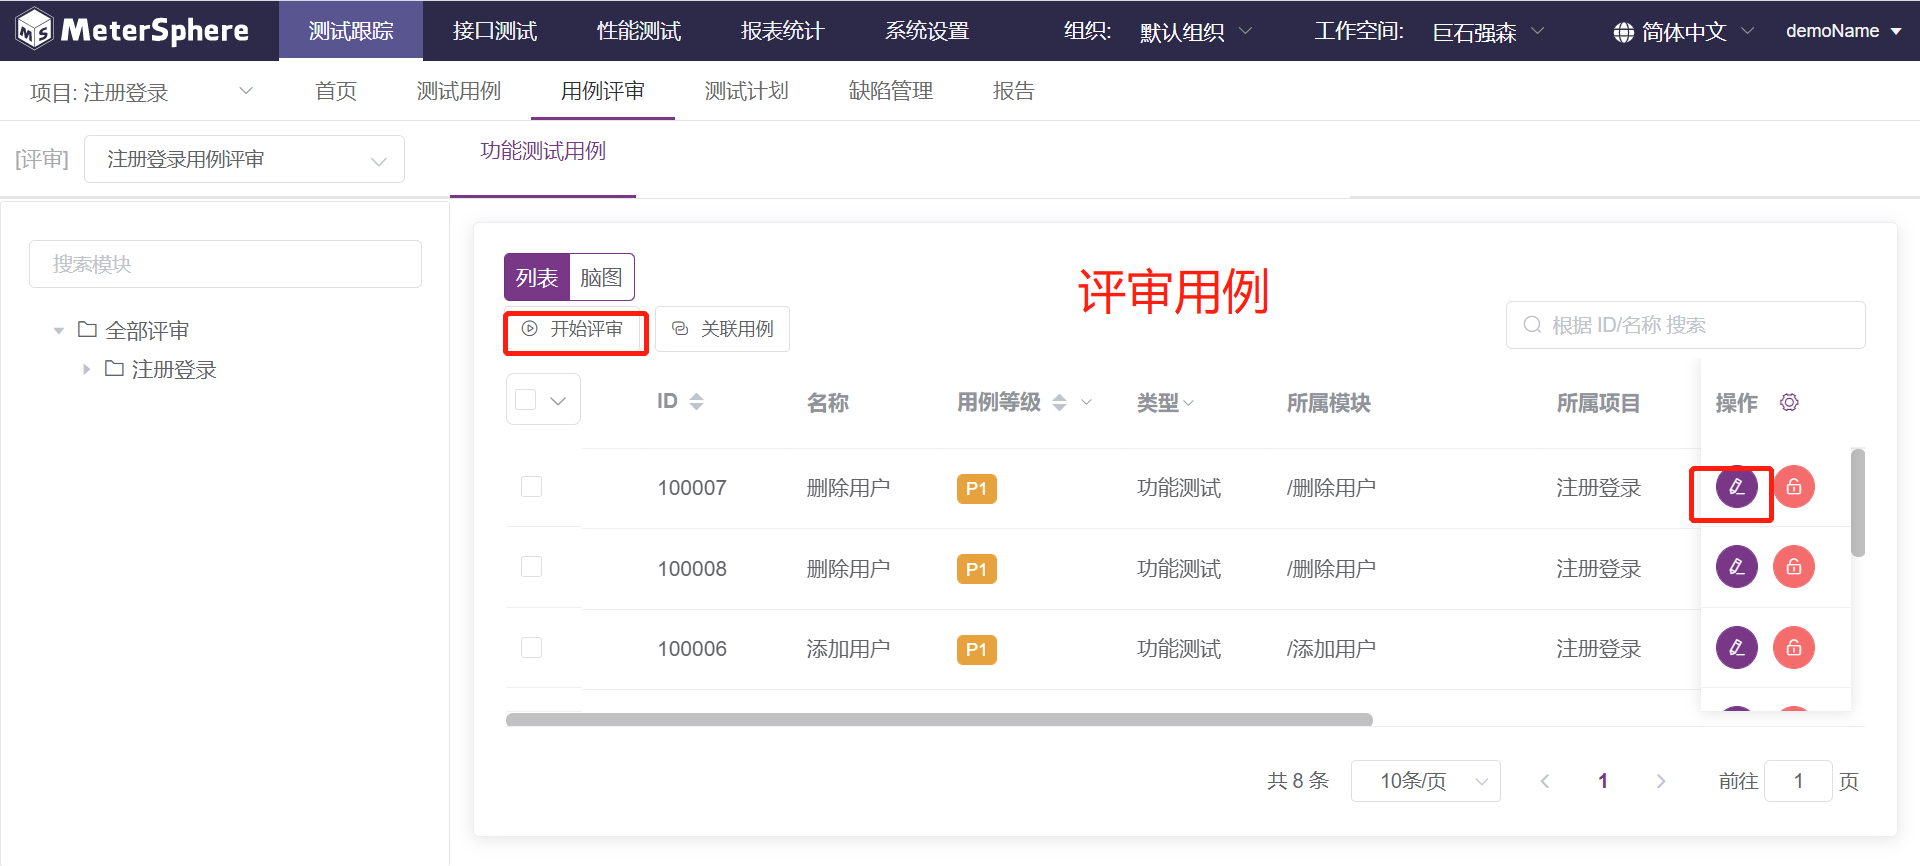 MeterSphere 测试跟踪 接口测试 性能测试 报表统计 系统设置 组织: 默认组织 工作空间: 巨石强森 简体中文 demoName
项目: 注册登录 首页 测试用例 用例评审 测试计划 缺陷管理 报告
[评审] 注册登录用例评审 功能测试用例
搜索模块
全部评审
注册登录
列表 脑图
评审用例
开始评审 关联用例 根据 ID/名称 搜索
ID 名称 用例等级 类型 所属模块 所属项目 操作
100007 删除用户 P1 功能测试 /删除用户 注册登录
100008 删除用户 P1 功能测试 /删除用户 注册登录
100006 添加用户 P1 功能测试 /添加用户 注册登录
共 8 条 10条/页 1 前往 1 页